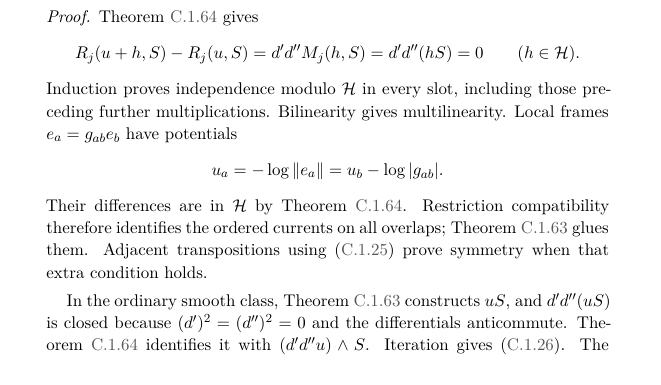 Proof. Theorem C.1.64 gives
R_j(u + h, S) − R_j(u, S) = d′d″M_j(h, S) = d′d″(hS) = 0 (h ∈ ℋ).
Induction proves independence modulo ℋ in every slot, including those pre-
ceding further multiplications. Bilinearity gives multilinearity. Local frames
e_a = g_{ab}e_b have potentials
u_a = − log ‖e_a‖ = u_b − log |g_{ab}|.
Their differences are in ℋ by Theorem C.1.64. Restriction compatibility
therefore identifies the ordered currents on all overlaps; Theorem C.1.63 glues
them. Adjacent transpositions using (C.1.25) prove symmetry when that
extra condition holds.
In the ordinary smooth class, Theorem C.1.63 constructs uS, and d′d″(uS)
is closed because (d′)² = (d″)² = 0 and the differentials anticommute. The-
orem C.1.64 identifies it with (d′d″u) ∧ S. Iteration gives (C.1.26). The